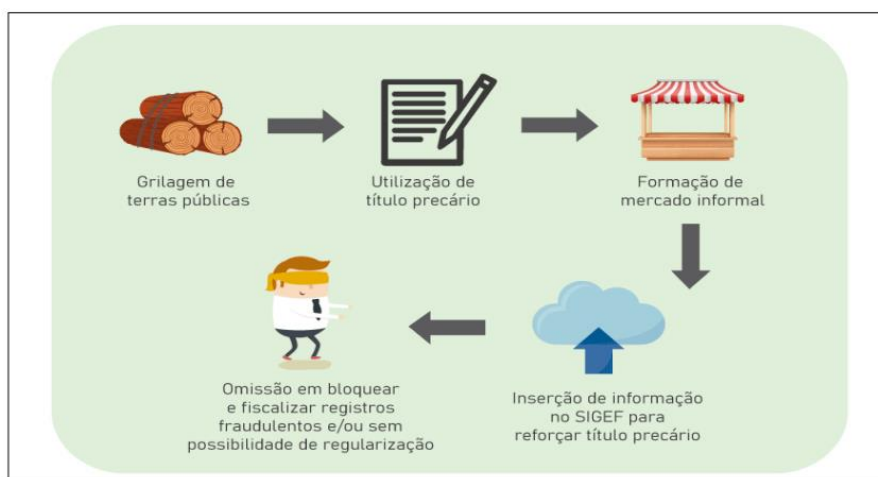 Grilagem de
terras públicas
Utilização de
título precário
Formação de
mercado informal
Inserção de informação
no SIGEF para
reforçar título precário
Omissão em bloquear
e fiscalizar registros
fraudulentos e/ou sem
possibilidade de regularização